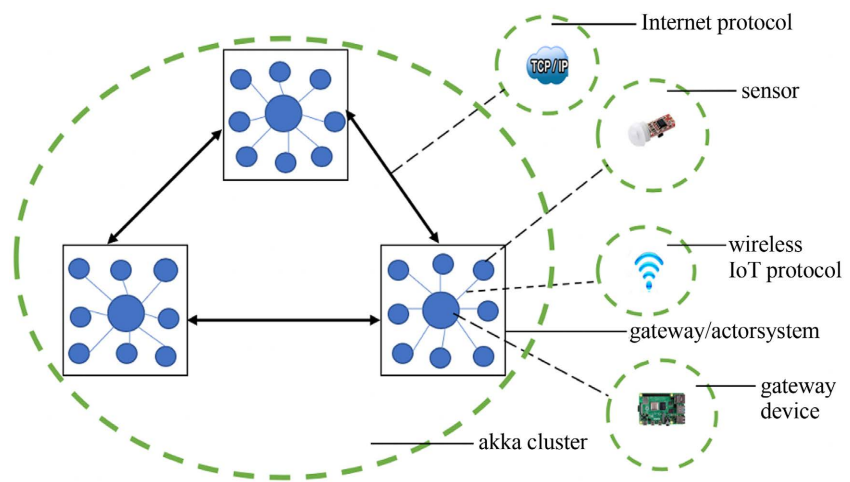 Internet protocol
TCP/IP
sensor
wireless
IoT protocol
gateway/actorsystem
gateway
device
akka cluster